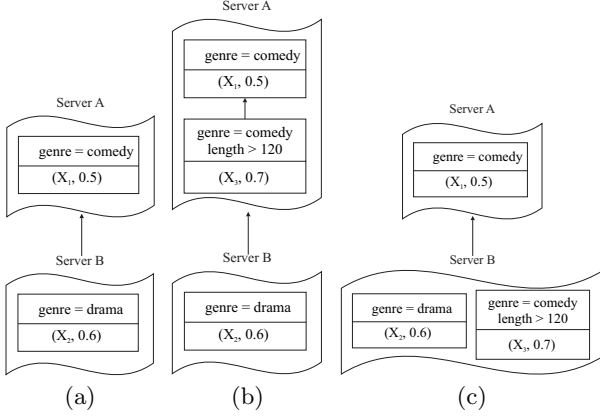 Server A
genre = comedy
(X₁, 0.5)
Server B
genre = drama
(X₂, 0.6)
(a)
Server A
genre = comedy
(X₁, 0.5)
genre = comedy
length > 120
(X₃, 0.7)
Server B
genre = drama
(X₂, 0.6)
(b)
Server A
genre = comedy
(X₁, 0.5)
Server B
genre = drama
(X₂, 0.6)
genre = comedy
length > 120
(X₃, 0.7)
(c)